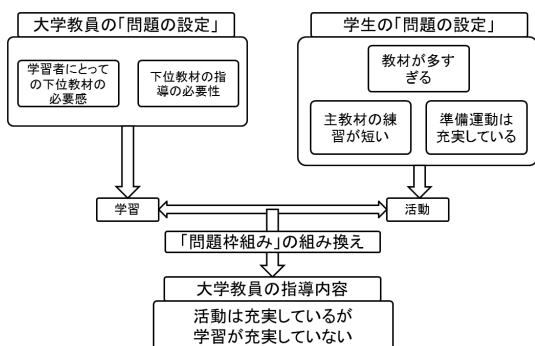 大学教員の「問題の設定」
学習者にとって
の下位教材の
必要感
下位教材の指
導の必要性
学生の「問題の設定」
教材が多す
ぎる
主教材の練
習が短い
準備運動は
充実している
学習
活動
「問題枠組み」の組み換え
大学教員の指導内容
活動は充実しているが
学習が充実していない